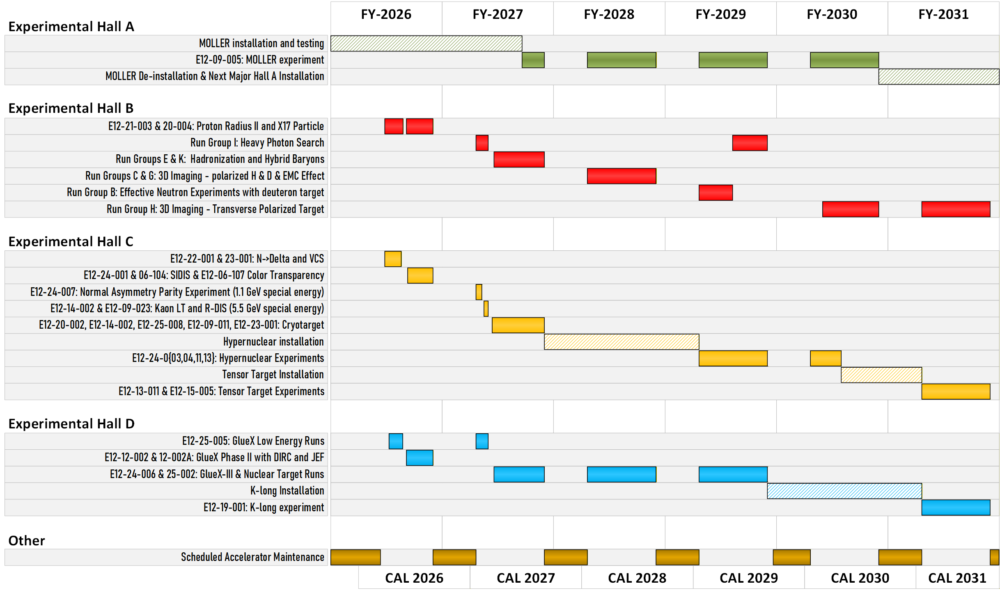 FY-2026 FY-2027 FY-2028 FY-2029 FY-2030 FY-2031
Experimental Hall A
MOLLER installation and testing
E12-09-005: MOLLER experiment
MOLLER De-installation & Next Major Hall A Installation
Experimental Hall B
E12-21-003 & 20-004: Proton Radius II and X17 Particle
Run Group I: Heavy Photon Search
Run Groups E & K: Hadronization and Hybrid Baryons
Run Groups C & G: 3D Imaging - polarized H & D & EMC Effect
Run Group B: Effective Neutron Experiments with deuteron target
Run Group H: 3D Imaging - Transverse Polarized Target
Experimental Hall C
E12-22-001 & 23-001: N->Delta and VCS
E12-24-001 & 06-104: SIDIS & E12-06-107 Color Transparency
E12-24-007: Normal Asymmetry Parity Experiment (1.1 GeV special energy)
E12-14-002 & E12-09-023: Kaon LT and R-DIS (5.5 GeV special energy)
E12-20-002, E12-14-002, E12-25-008, E12-09-011, E12-23-001: Cryotarget
Hypernuclear installation
E12-24-0{03,04,11,13}: Hypernuclear Experiments
Tensor Target Installation
E12-13-011 & E12-15-005: Tensor Target Experiments
Experimental Hall D
E12-25-005: GlueX Low Energy Runs
E12-12-002 & 12-002A: GlueX Phase II with DIRC and JEF
E12-24-006 & 25-002: GlueX-III & Nuclear Target Runs
K-long Installation
E12-19-001: K-long experiment
Other
Scheduled Accelerator Maintenance
CAL 2026 CAL 2027 CAL 2028 CAL 2029 CAL 2030 CAL 2031